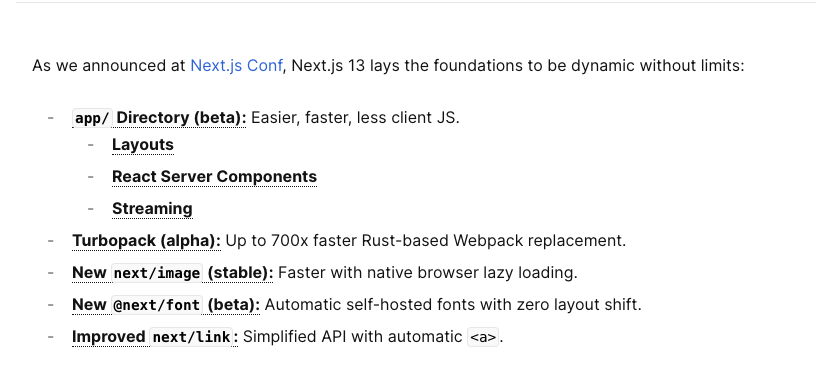 As we announced at Next.js Conf, Next.js 13 lays the foundations to be dynamic without limits:
- app/ Directory (beta): Easier, faster, less client JS.
- Layouts
- React Server Components
- Streaming
- Turbopack (alpha): Up to 700x faster Rust-based Webpack replacement.
- New next/image (stable): Faster with native browser lazy loading.
- New @next/font (beta): Automatic self-hosted fonts with zero layout shift.
- Improved next/link: Simplified API with automatic <a>.